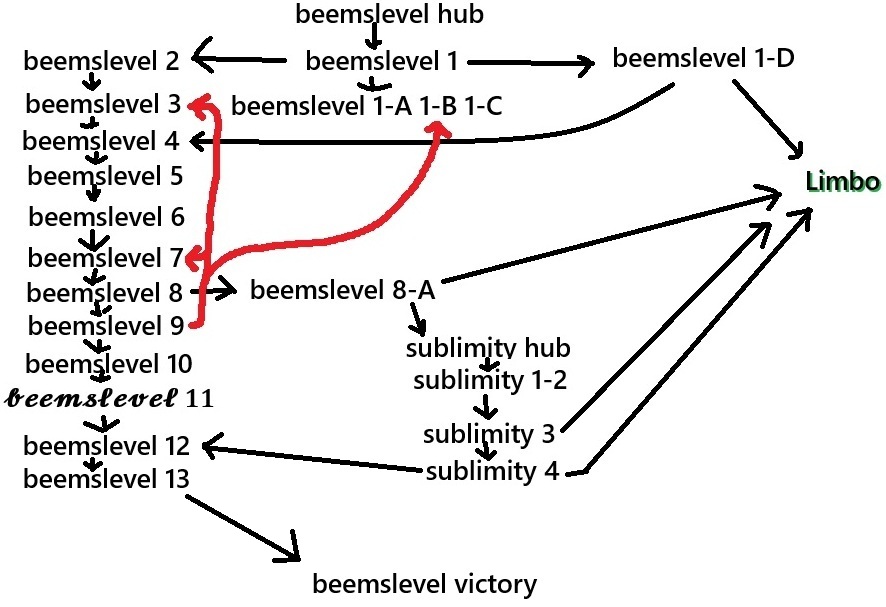 beemslevel hub
beemslevel 2
beemslevel 1
beemslevel 1-D
beemslevel 3
beemslevel 1-A 1-B 1-C
beemslevel 4
beemslevel 5
Limbo
beemslevel 6
beemslevel 7
beemslevel 8
beemslevel 8-A
beemslevel 9
sublimity hub
beemslevel 10
sublimity 1-2
beemslevel 11
sublimity 3
beemslevel 12
sublimity 4
beemslevel 13
beemslevel victory